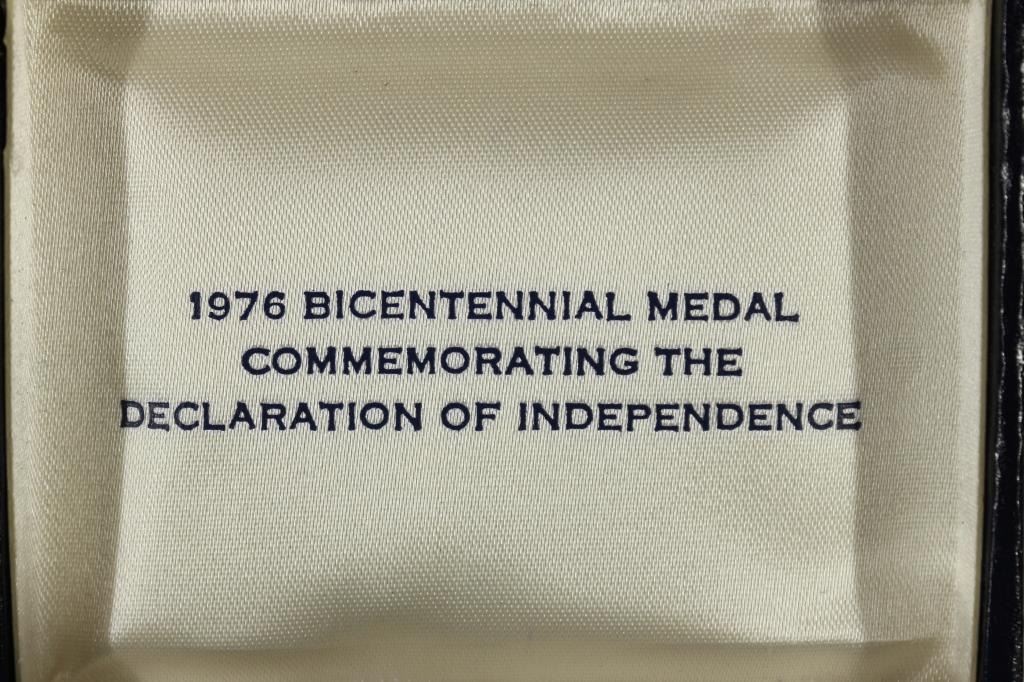 1976 BICENTENNIAL MEDAL
COMMEMORATING THE
DECLARATION OF INDEPENDENCE